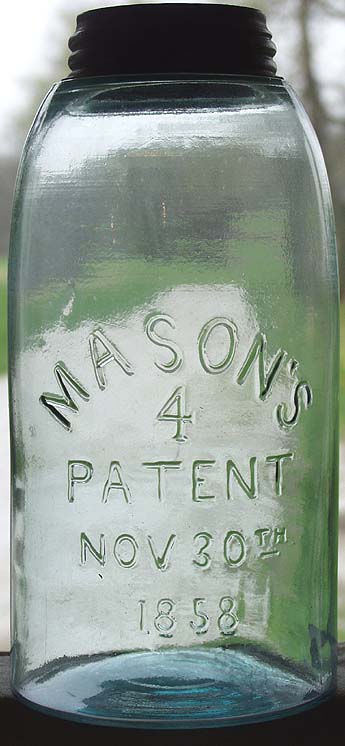 MASON'S
4
PATENT
NOV 30TH
1858